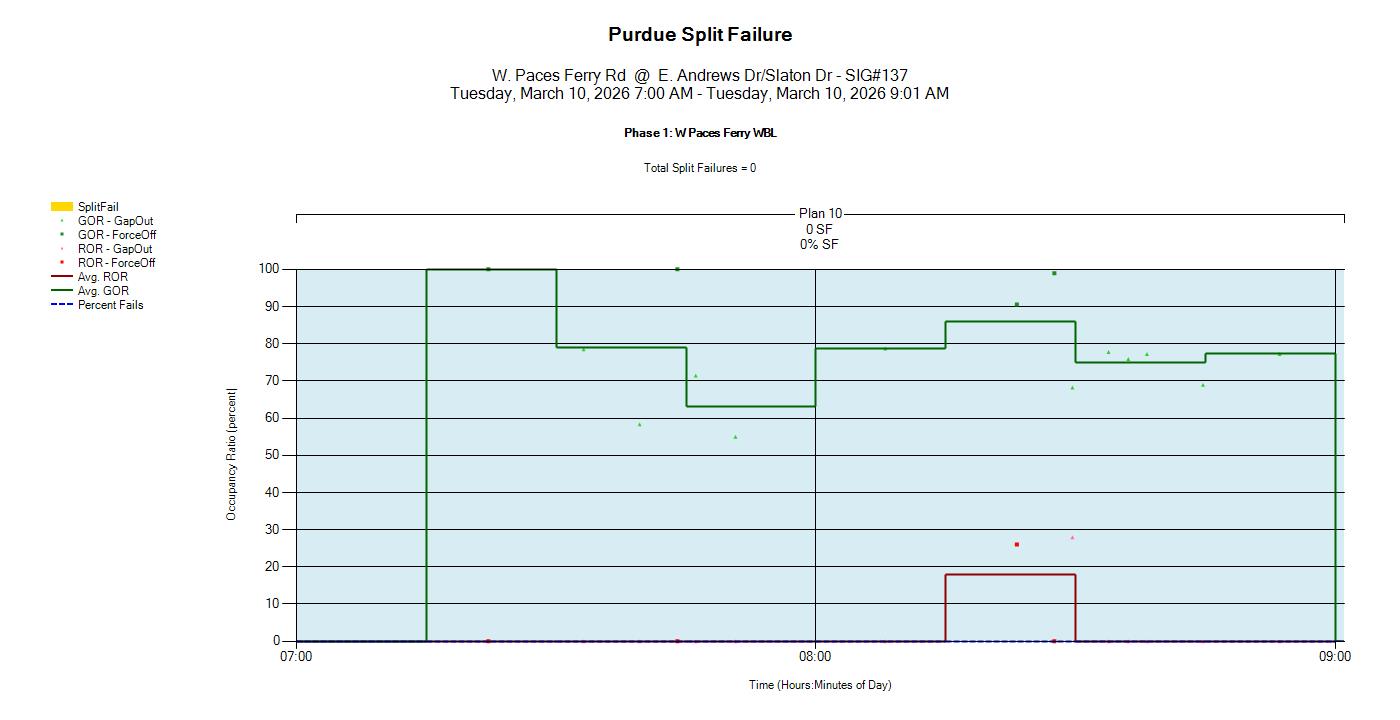 Purdue Split Failure
W. Paces Ferry Rd @ E. Andrews Dr/Slaton Dr - SIG#137
Tuesday, March 10, 2026 7:00 AM - Tuesday, March 10, 2026 9:01 AM
Phase 1: W Paces Ferry WBL
Total Split Failures = 0
SplitFail
GOR - GapOut
GOR - ForceOff
ROR - GapOut
ROR - ForceOff
Avg. ROR
Avg. GOR
Percent Fails
Plan 10
0 SF
0% SF
100
90
80
70
60
50
40
30
20
10
0
Occupancy Ratio (percent)
07:00 08:00 09:00
Time (Hours:Minutes of Day)